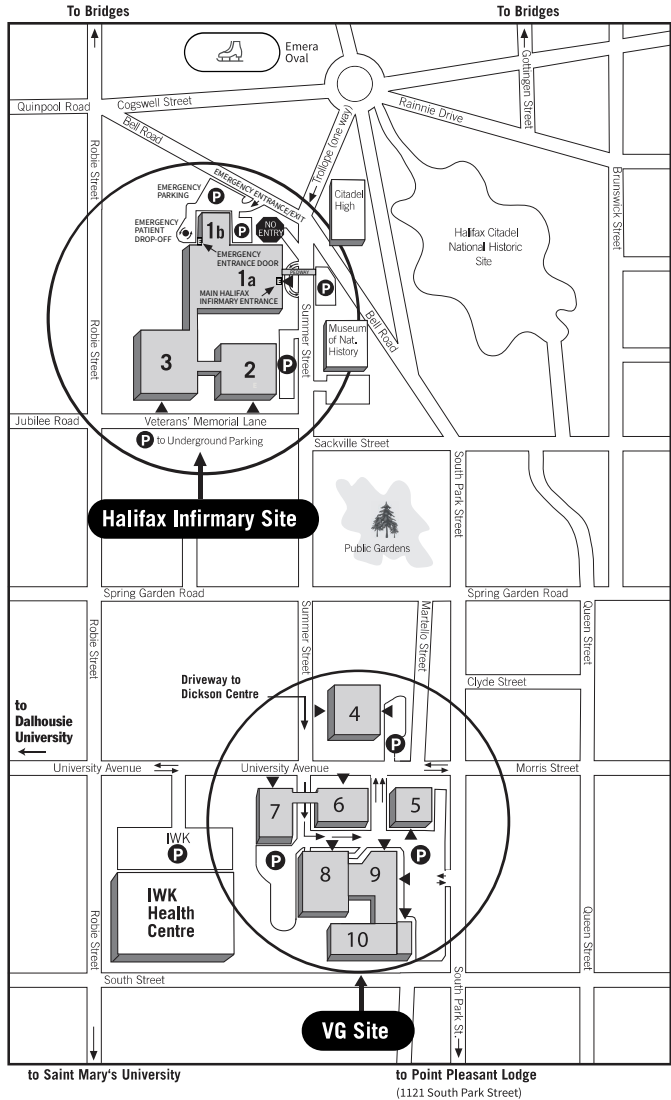 To Bridges
To Bridges
Emera
Oval
Gottingen Street
Quinpool Road
Cogswell Street
Rainnie Drive
Bell Road
Trollope (one way)
Robie Street
Brunswick Street
EMERGENCY ENTRANCE/EXIT
EMERGENCY
PARKING
P
Citadel
High
EMERGENCY
PATIENT
DROP-OFF
1b
P
NO
ENTRY
Halifax Citadel
National Historic
Site
E
EMERGENCY
ENTRANCE DOOR
1a
PEDWAY
E
MAIN HALIFAX
INFIRMARY ENTRANCE
P
Robie Street
Summer Street
Bell Road
Museum
of Nat.
History
3
2
P
Jubilee Road
Veterans' Memorial Lane
P to Underground Parking
Sackville Street
South Park Street
Halifax Infirmary Site
Public Gardens
Spring Garden Road
Spring Garden Road
Robie Street
Summer Street
Martello Street
Queen Street
Driveway to
Dickson Centre
Clyde Street
to
Dalhousie
University
4
P
University Avenue
University Avenue
Morris Street
7
6
5
IWK
P
P
P
8
9
IWK
Health
Centre
10
Robie Street
Queen Street
South Street
South Park St.
VG Site
to Saint Mary's University
to Point Pleasant Lodge
(1121 South Park Street)